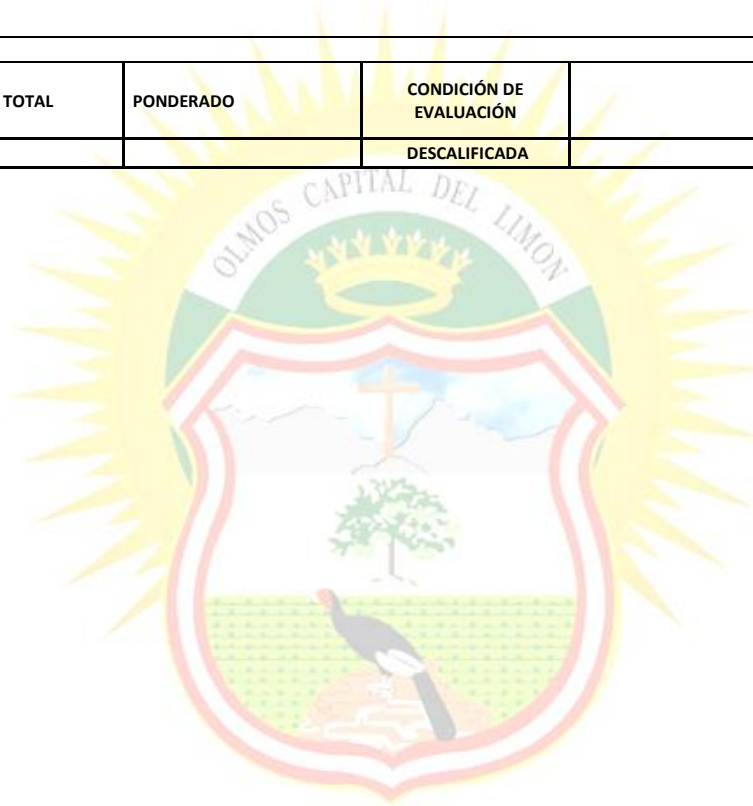 TOTAL PONDERADO CONDICIÓN DE
EVALUACIÓN
DESCALIFICADA
OLMOS CAPITAL DEL LIMON